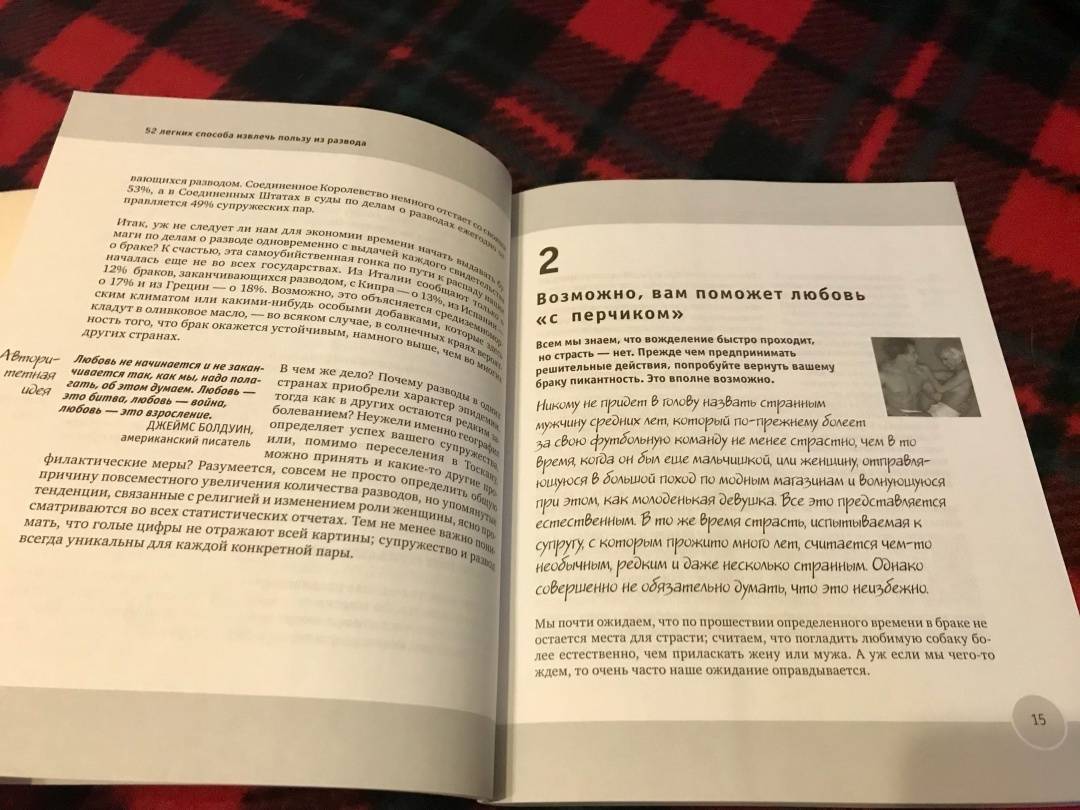 52 легких способа извлечь пользу из развода
вающихся разводом. Соединенное Королевство немного отстает со своими
53%, а в Соединенных Штатах в суды по делам о разводах ежегодно
правляется 49% супружеских пар.
Итак, уж не следует ли нам для экономии времени начать выдавать бу-
маги по делам о разводе одновременно с выдачей каждого свидетельства
о браке? К счастью, эта самоубийственная гонка по пути к распаду
началась еще не во всех государствах. Из Италии сообщают только о
12% браков, заканчивающихся разводом, с Кипра — о 13%, из Испании —
о 17% и из Греции — о 18%. Возможно, это объясняется средиземномор-
ским климатом или какими-нибудь особыми добавками, которые здесь
кладут в оливковое масло, — во всяком случае, в солнечных краях вероят-
ность того, что брак окажется устойчивым, намного выше, чем во многих
других странах.
Автори-
тетная
идея
Любовь не начинается и не закан-
чивается так, как мы, надо пола-
гать, об этом думаем. Любовь —
это битва, любовь — война,
любовь — это взросление.
ДЖЕЙМС БОЛДУИН,
американский писатель
В чем же дело? Почему разводы в одних
странах приобрели характер эпидемии,
тогда как в других остаются редким за-
болеванием? Неужели именно география
определяет успех вашего супружества,
или, помимо переселения в Тоскану,
можно принять и какие-то другие про-
филактические меры? Разумеется, совсем не просто определить общую
причину повсеместного увеличения количества разводов, но упомянутые
тенденции, связанные с религией и изменением роли женщины, ясно про-
сматриваются во всех статистических отчетах. Тем не менее важно пони-
мать, что голые цифры не отражают всей картины; супружество и развод
всегда уникальны для каждой конкретной пары.
2
Возможно, вам поможет любовь
«с перчиком»
Всем мы знаем, что вожделение быстро проходит,
но страсть — нет. Прежде чем предпринимать
решительные действия, попробуйте вернуть вашему
браку пикантность. Это вполне возможно.
Никому не придет в голову назвать странным
мужчину средних лет, который по-прежнему болеет
за свою футбольную команду не менее страстно, чем в то
время, когда он был еще мальчишкой, или женщину, отправля-
ющуюся в большой поход по модным магазинам и волнующуюся
при этом, как молоденькая девушка. Все это представляется
естественным. В то же время страсть, испытываемая к
супругу, с которым прожито много лет, считается чем-то
необычным, редким и даже несколько странным. Однако
совершенно не обязательно думать, что это неизбежно.
Мы почти ожидаем, что по прошествии определенного времени в браке не
остается места для страсти; считаем, что погладить любимую собаку бо-
лее естественно, чем приласкать жену или мужа. А уж если мы чего-то
ждем, то очень часто наше ожидание оправдывается.
15